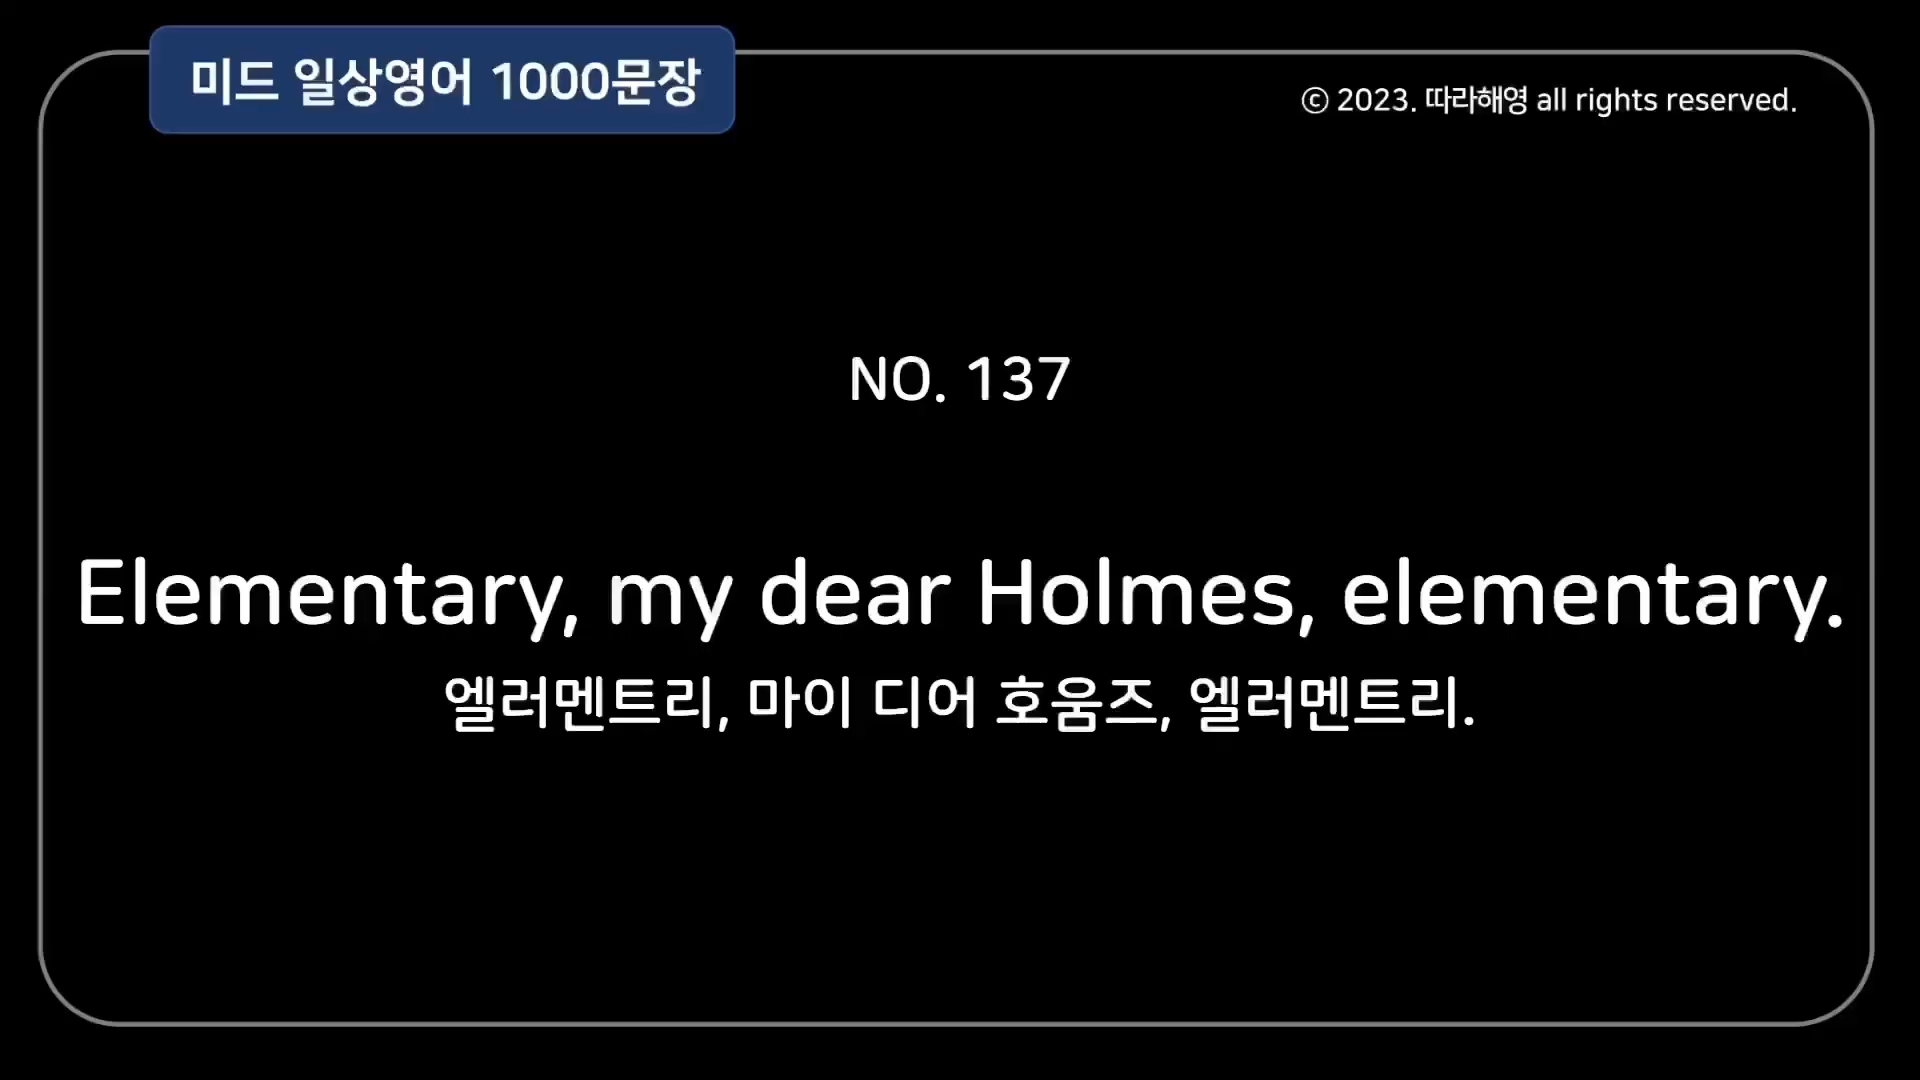 미드 일상영어 1000문장
© 2023. 따라해영 all rights reserved.
NO. 137
Elementary, my dear Holmes, elementary.
엘러멘트리, 마이 디어 호움즈, 엘러멘트리.